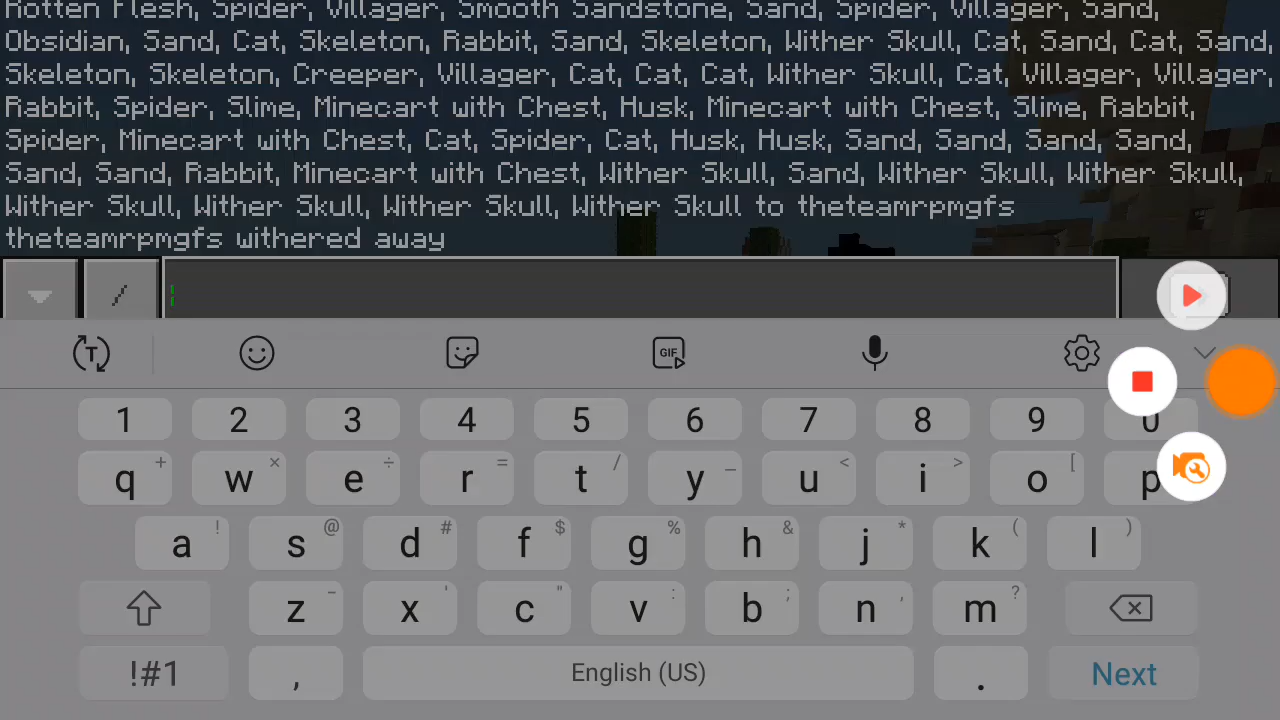 Rotten Flesh, Spider, Villager, Smooth Sandstone, Sand, Spider, Villager, Sand,
Obsidian, Sand, Cat, Skeleton, Rabbit, Sand, Skeleton, Wither Skull, Cat, Sand, Cat, Sand,
Skeleton, Skeleton, Creeper, Villager, Cat, Cat, Cat, Wither Skull, Cat, Villager, Villager,
Rabbit, Spider, Slime, Minecart with Chest, Husk, Minecart with Chest, Slime, Rabbit,
Spider, Minecart with Chest, Cat, Spider, Cat, Husk, Husk, Sand, Sand, Sand, Sand,
Sand, Sand, Rabbit, Minecart with Chest, Wither Skull, Sand, Wither Skull, Wither Skull,
Wither Skull, Wither Skull, Wither Skull, Wither Skull to theteamrpmgfs
theteamrpmgfs withered away
/
T GIF
1 2 3 4 5 6 7 8 9 0
+ × ÷ = / _ < > [
q w e r t y u i o p
! @ # $ % & * ( )
a s d f g h j k l
- ' " : ; , ?
z x c v b n m
!#1 , English (US) . Next